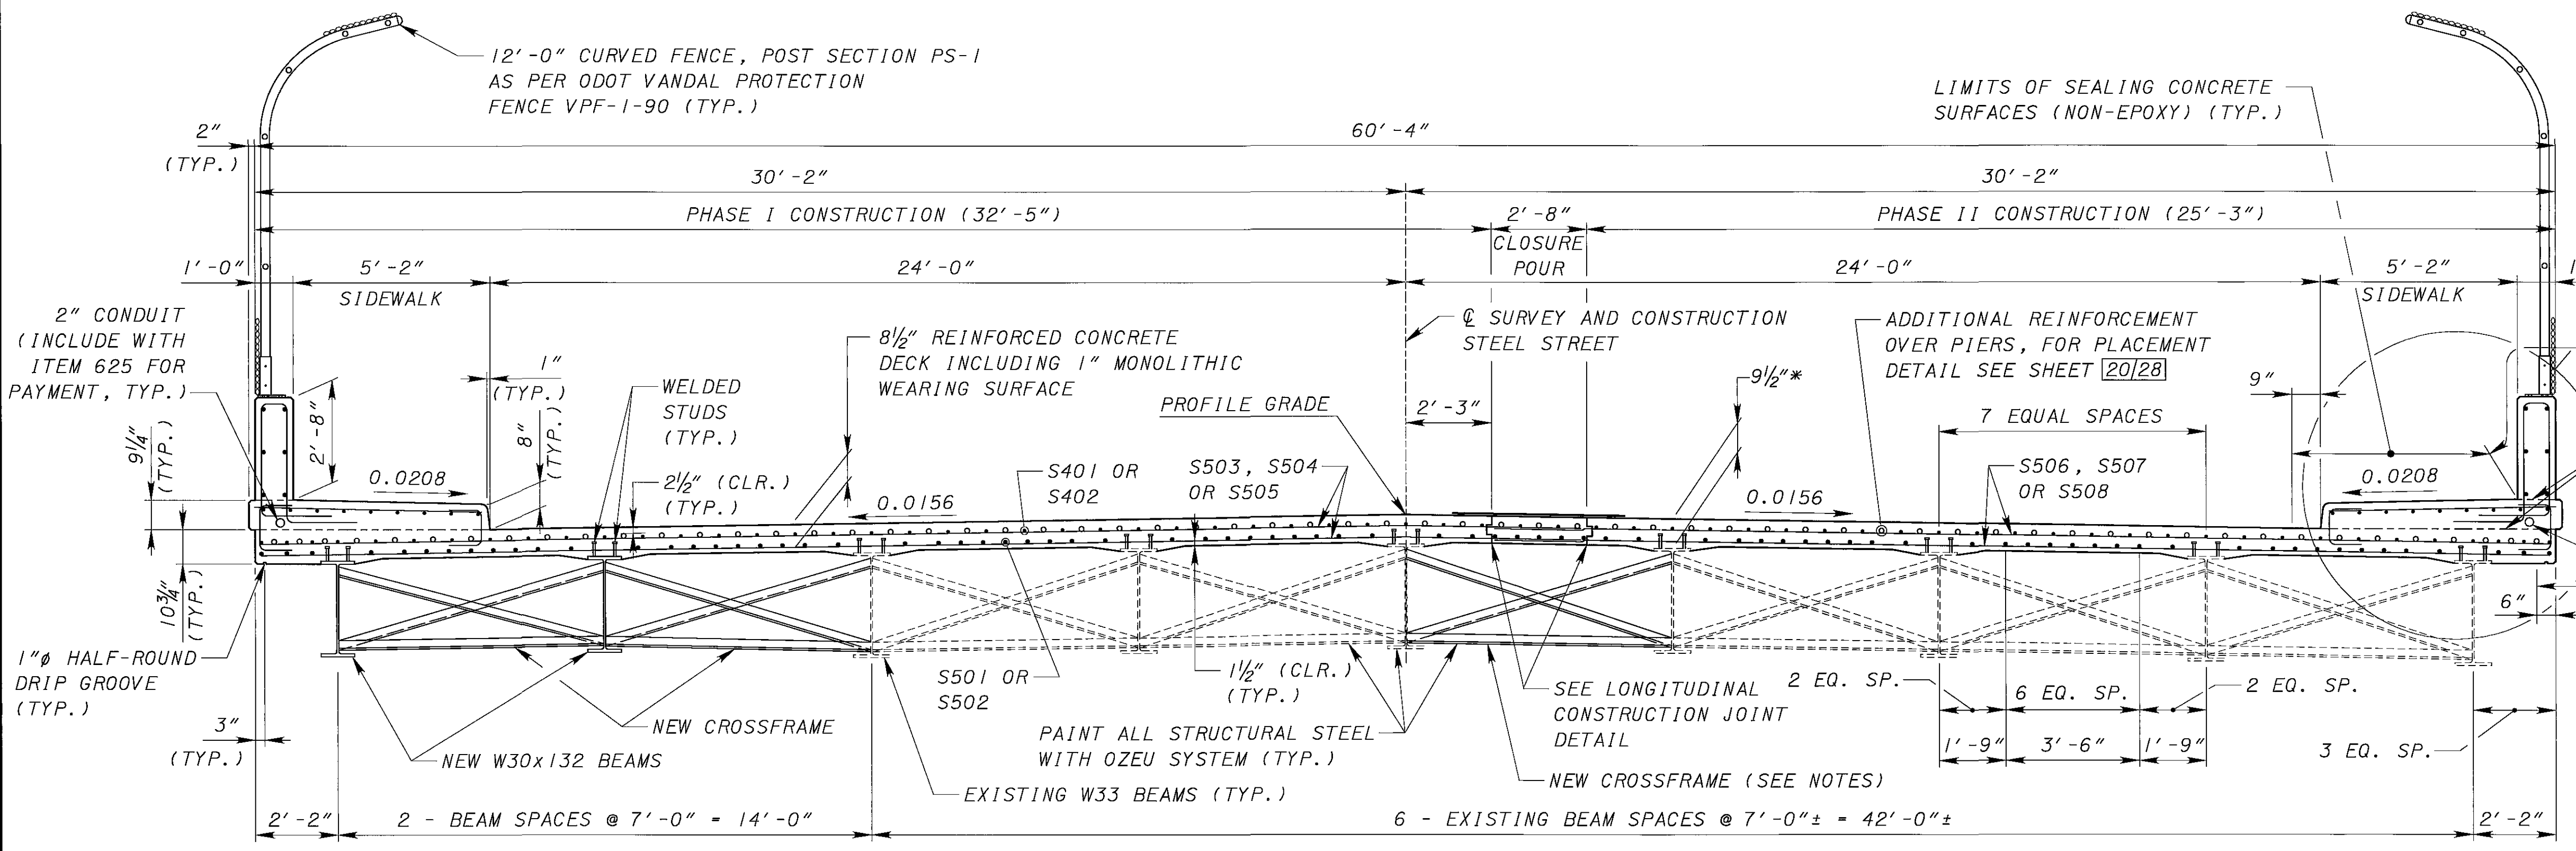 12'-0" CURVED FENCE, POST SECTION PS-1
AS PER ODOT VANDAL PROTECTION
FENCE VPF-1-90 (TYP.)
LIMITS OF SEALING CONCRETE
SURFACES (NON-EPOXY) (TYP.)
2"
(TYP.)
60'-4"
30'-2"
30'-2"
PHASE I CONSTRUCTION (32'-5")
2'-8"
CLOSURE
POUR
PHASE II CONSTRUCTION (25'-3")
1'-0"
5'-2"
SIDEWALK
24'-0"
24'-0"
5'-2"
SIDEWALK
1
2" CONDUIT
(INCLUDE WITH
ITEM 625 FOR
PAYMENT, TYP.)
1"
(TYP.)
8"
(TYP.)
2'-8"
9¼"
(TYP.)
10¾"
(TYP.)
0.0208
WELDED
STUDS
(TYP.)
2½" (CLR.)
(TYP.)
8½" REINFORCED CONCRETE
DECK INCLUDING 1" MONOLITHIC
WEARING SURFACE
0.0156
S401 OR
S402
S503, S504
OR S505
PROFILE GRADE
℄ SURVEY AND CONSTRUCTION
STEEL STREET
2'-3"
9½"*
0.0156
ADDITIONAL REINFORCEMENT
OVER PIERS, FOR PLACEMENT
DETAIL SEE SHEET 20/28
7 EQUAL SPACES
S506, S507
OR S508
9"
0.0208
6"
1"ø HALF-ROUND
DRIP GROOVE
(TYP.)
3"
(TYP.)
NEW W30x132 BEAMS
NEW CROSSFRAME
S501 OR
S502
1½" (CLR.)
(TYP.)
PAINT ALL STRUCTURAL STEEL
WITH OZEU SYSTEM (TYP.)
EXISTING W33 BEAMS (TYP.)
SEE LONGITUDINAL
CONSTRUCTION JOINT
DETAIL
NEW CROSSFRAME (SEE NOTES)
2 EQ. SP.
6 EQ. SP.
2 EQ. SP.
1'-9"
3'-6"
1'-9"
3 EQ. SP.
2'-2"
2 - BEAM SPACES @ 7'-0" = 14'-0"
6 - EXISTING BEAM SPACES @ 7'-0"± = 42'-0"±
2'-2"